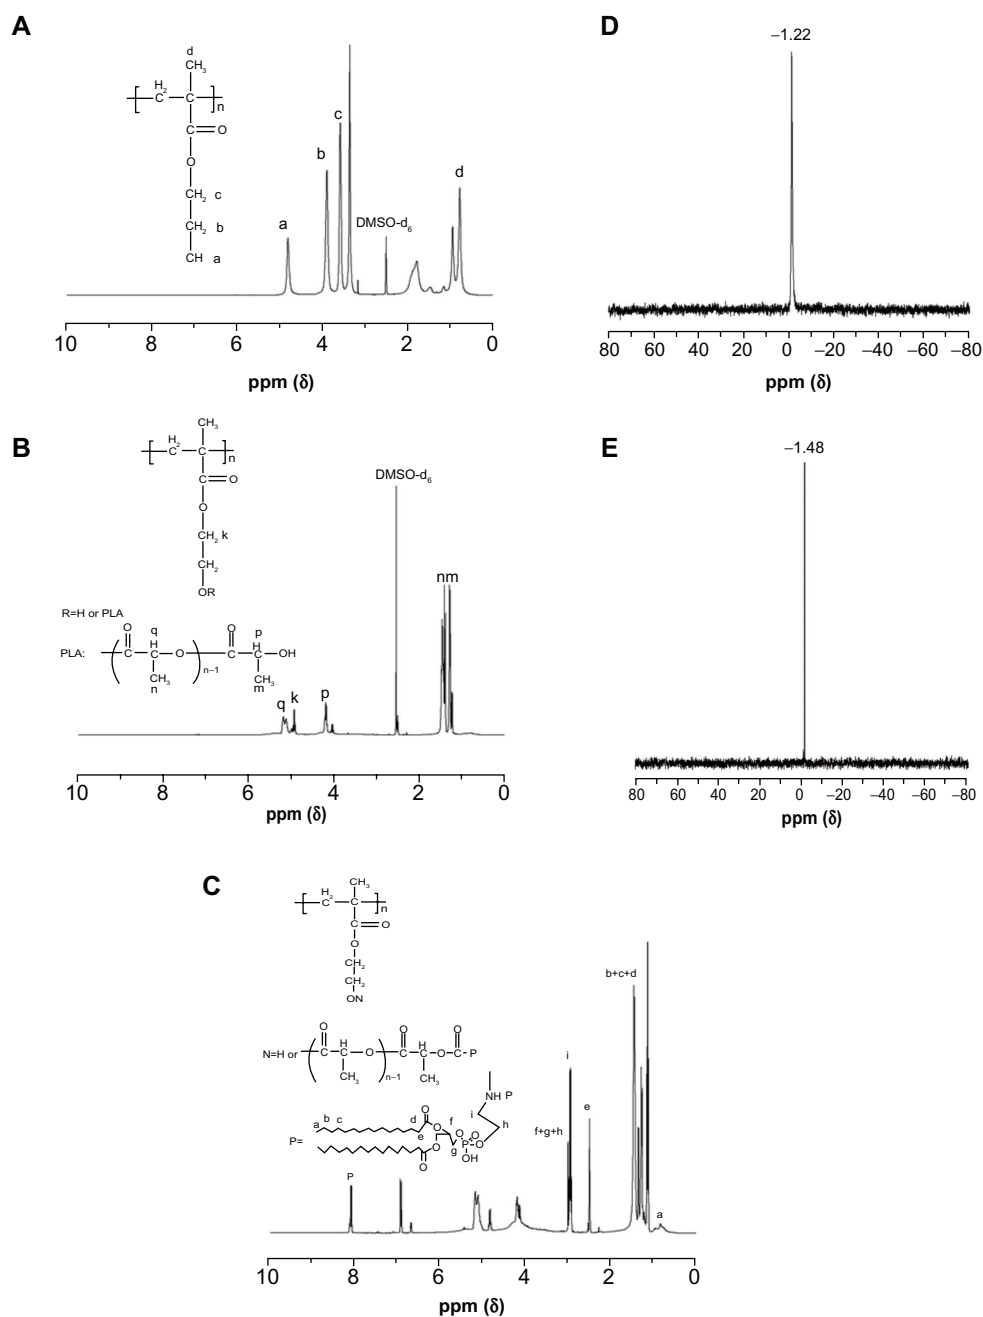 A
d
CH3
H2
C
C
n
C
O
O
CH2 c
CH2 b
CH a
a
b
c
DMSO-d6
d
10 8 6 4 2 0
ppm (δ)
D
−1.22
80 60 40 20 0 −20 −40 −60 −80
ppm (δ)
B
CH3
H2
C
C
n
C
O
O
CH2 k
CH2
OR
R=H or PLA
PLA:
O
C
q
H
C
O
n−1
CH3
n
O
C
p
H
C
OH
CH3
m
q
k
p
DMSO-d6
nm
10 8 6 4 2 0
ppm (δ)
E
−1.48
80 60 40 20 0 −20 −40 −60 −80
ppm (δ)
C
CH3
H2
C
C
n
C
O
O
CH2
CH2
ON
N=H or
O
C
H
C
O
n−1
CH3
O
C
H
C
O
O
C
P
CH3
NH P
i
h
P=
a
b
c
d
e
O
O
f
g
O
O
P
O
OH
O
O
P
i
f+g+h
e
b+c+d
a
10 8 6 4 2 0
ppm (δ)